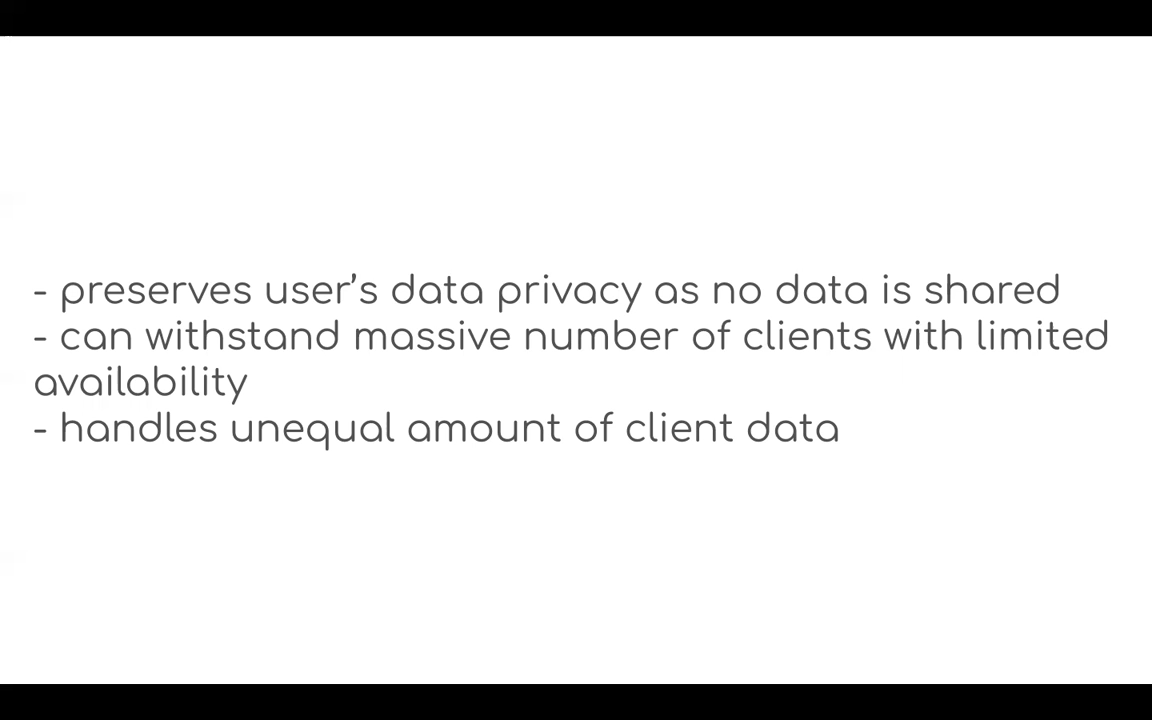 - preserves user’s data privacy as no data is shared
- can withstand massive number of clients with limited
availability
- handles unequal amount of client data